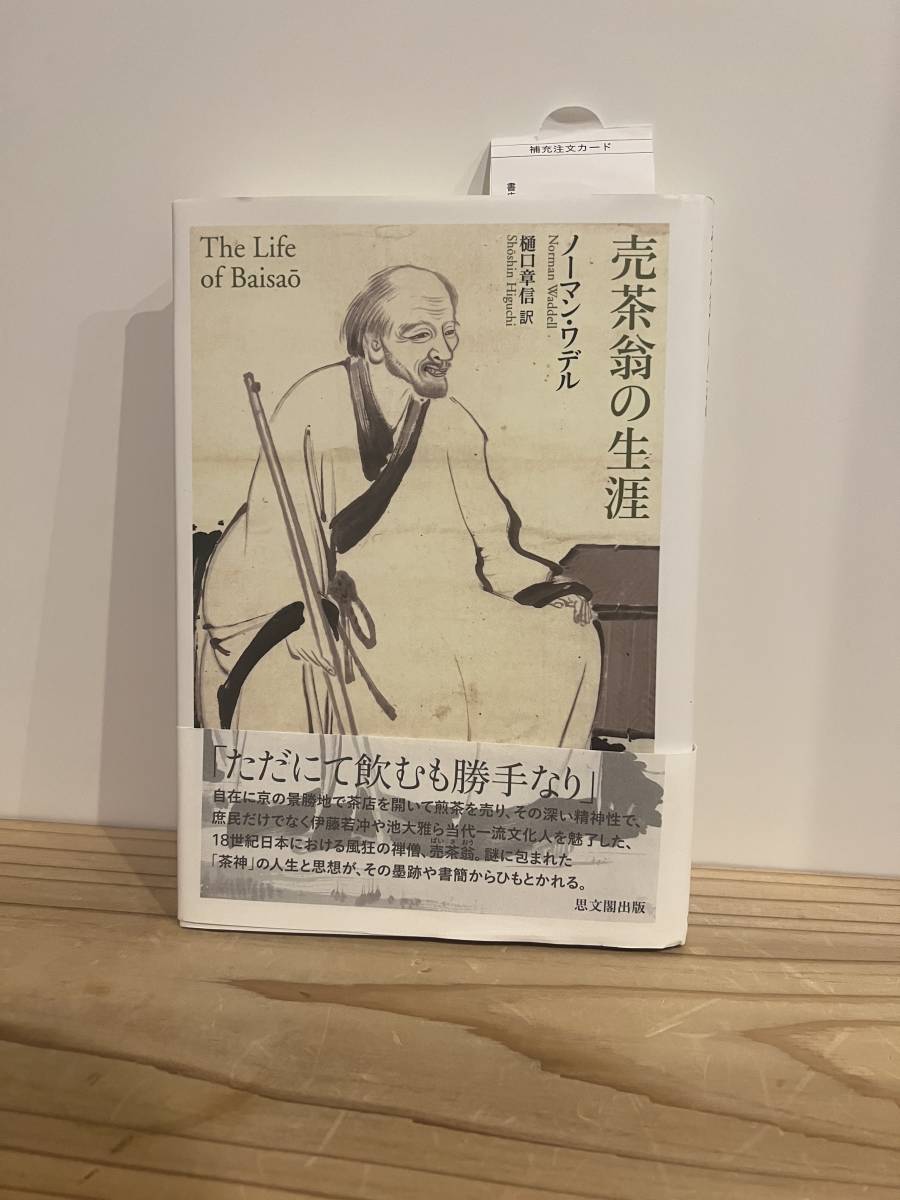 補充注文カード
The Life
of Baisaō
売茶翁の生涯
ノーマン・ワデル
Norman Waddell
樋口章信 訳
Shōshin Higuchi
「ただにて飲むも勝手なり」
自在に京の景勝地で茶店を開いて煎茶を売り、その深い精神性で、
庶民だけでなく伊藤若冲や池大雅ら当代一流文化人を魅了した、
18世紀日本における風狂の禅僧、売茶翁。謎に包まれた
ばいさおう
「茶神」の人生と思想が、その墨跡や書簡からひもとかれる。
思文閣出版